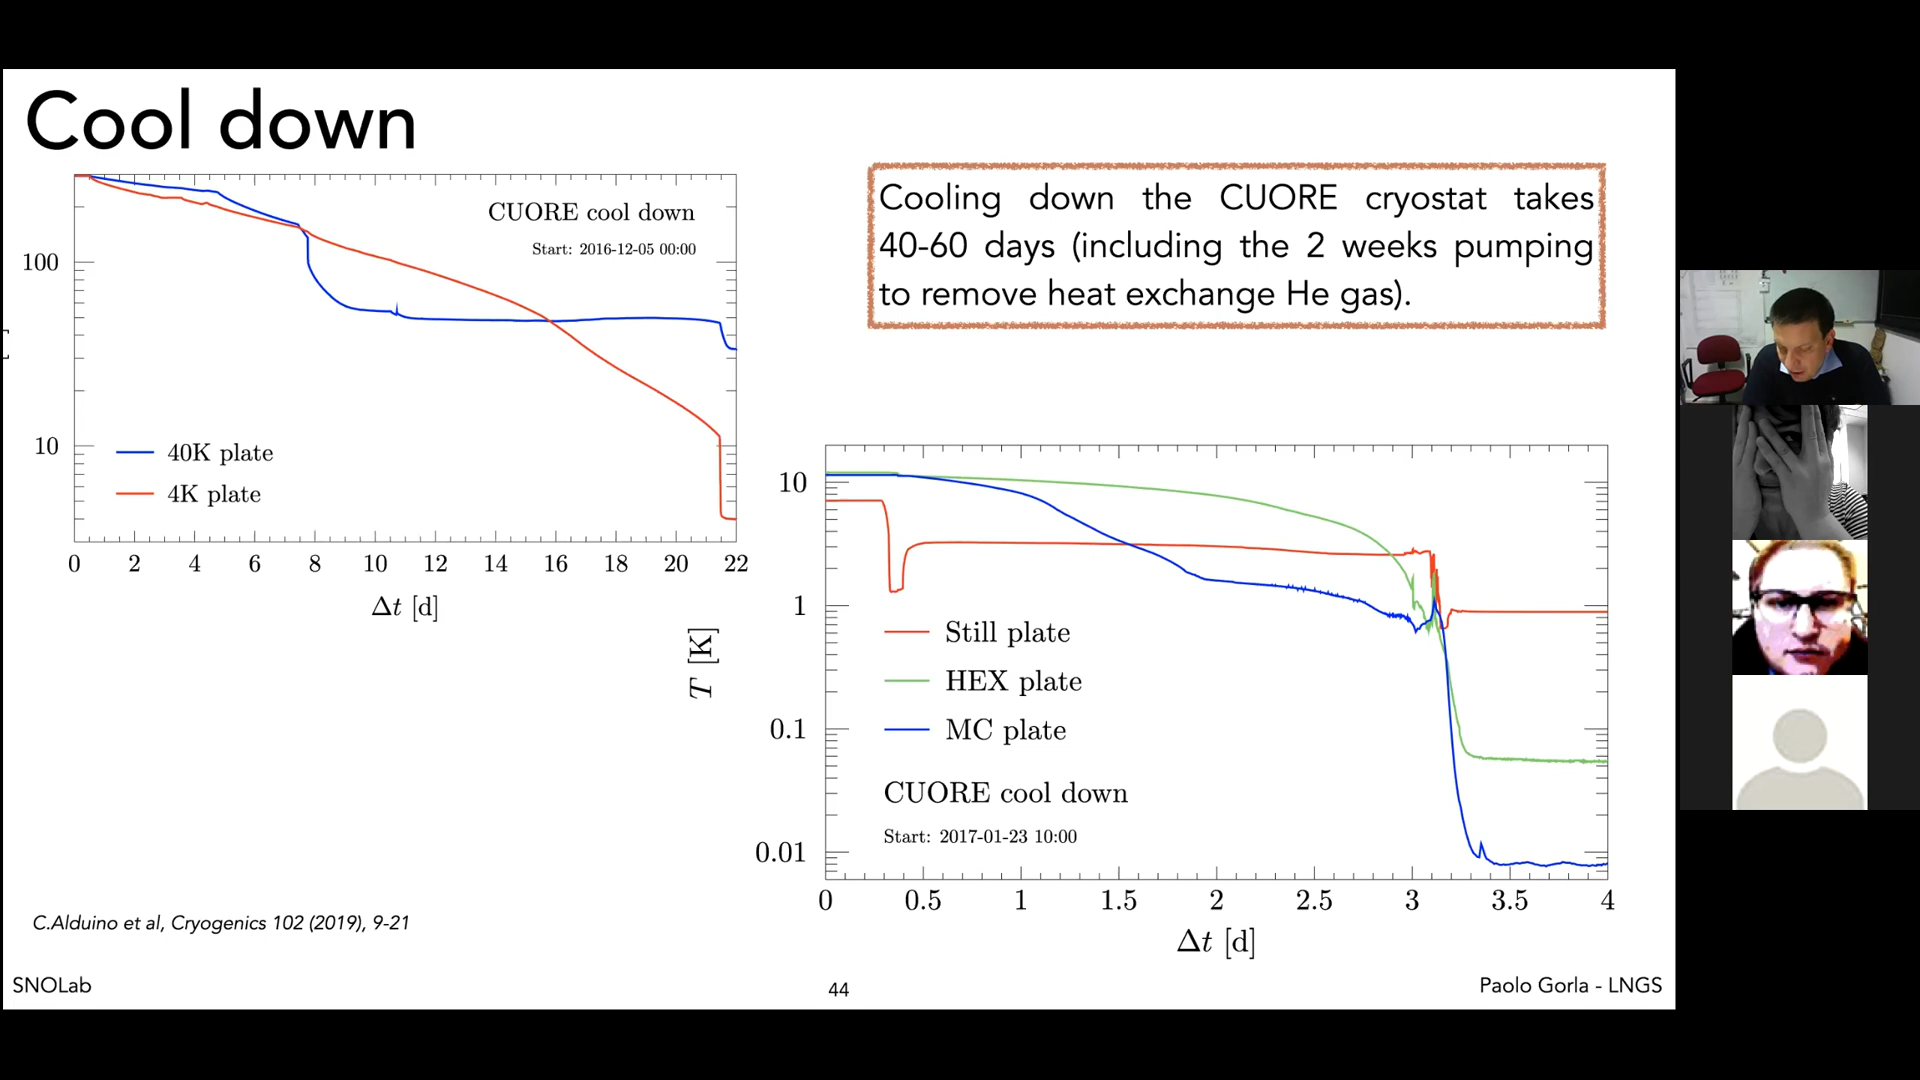 Cool down
CUORE cool down
Start: 2016-12-05 00:00
100
10
40K plate
4K plate
0 2 4 6 8 10 12 14 16 18 20 22
Δt [d]
Cooling down the CUORE cryostat takes
40-60 days (including the 2 weeks pumping
to remove heat exchange He gas).
T [K]
10
1
0.1
0.01
Still plate
HEX plate
MC plate
CUORE cool down
Start: 2017-01-23 10:00
0 0.5 1 1.5 2 2.5 3 3.5 4
Δt [d]
C.Alduino et al, Cryogenics 102 (2019), 9-21
SNOLab
44
Paolo Gorla - LNGS